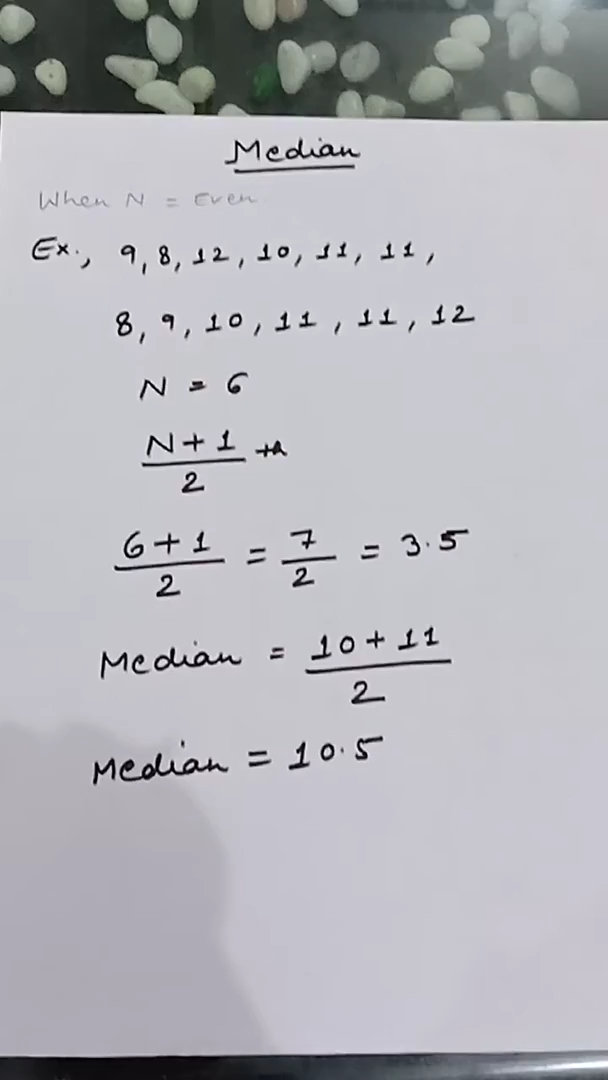 Median
When N = Even
Ex., 9, 8, 12, 10, 11, 11,
8, 9, 10, 11, 11, 12
N = 6
N+1/2 th
6+1/2 = 7/2 = 3.5
Median = 10+11/2
Median = 10.5